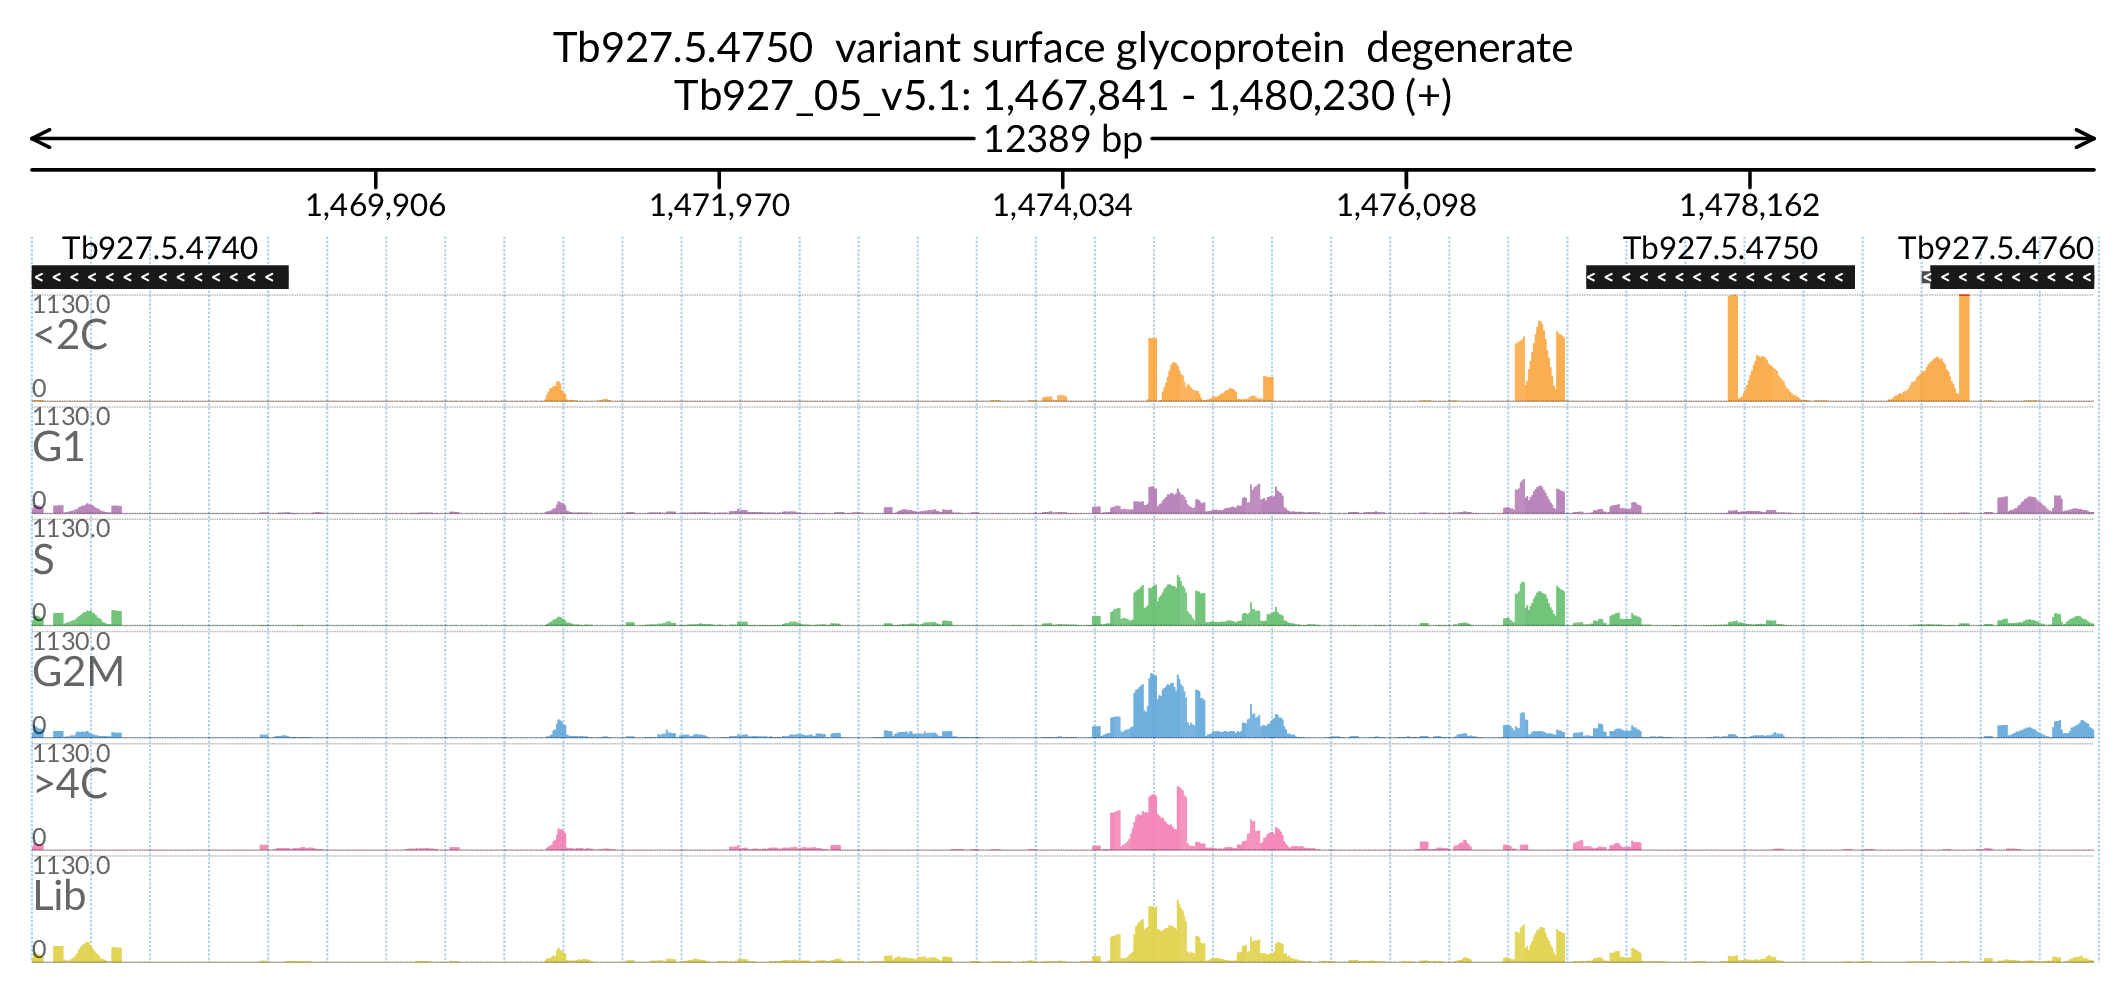 Tb927.5.4750 variant surface glycoprotein degenerate
Tb927_05_v5.1: 1,467,841 - 1,480,230 (+)
12389 bp
1,469,906 1,471,970 1,474,034 1,476,098 1,478,162
Tb927.5.4740 Tb927.5.4750 Tb927.5.4760
1130.0
<2C
0
1130.0
G1
0
1130.0
S
0
1130.0
G2M
0
1130.0
>4C
0
1130.0
Lib
0